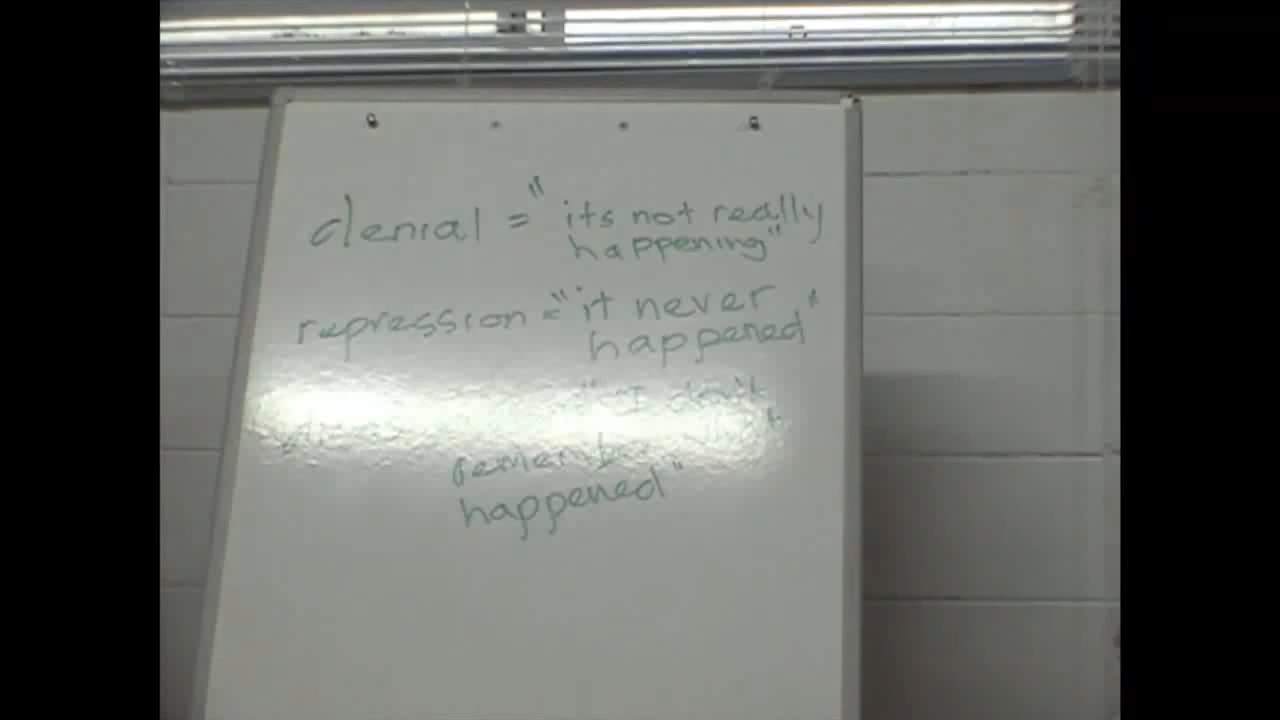 denial = "its not really
happening"
repression = "it never
happened"
"I don't
remember
happened"